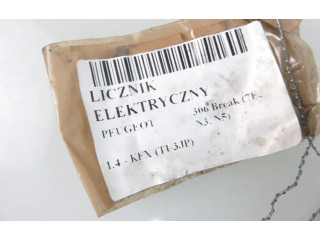 LICZNIK
ELEKTRYCZNY
PEUGEOT 306 Break (7E,
N3, N5)
1.4 - KFX (TU3JP)